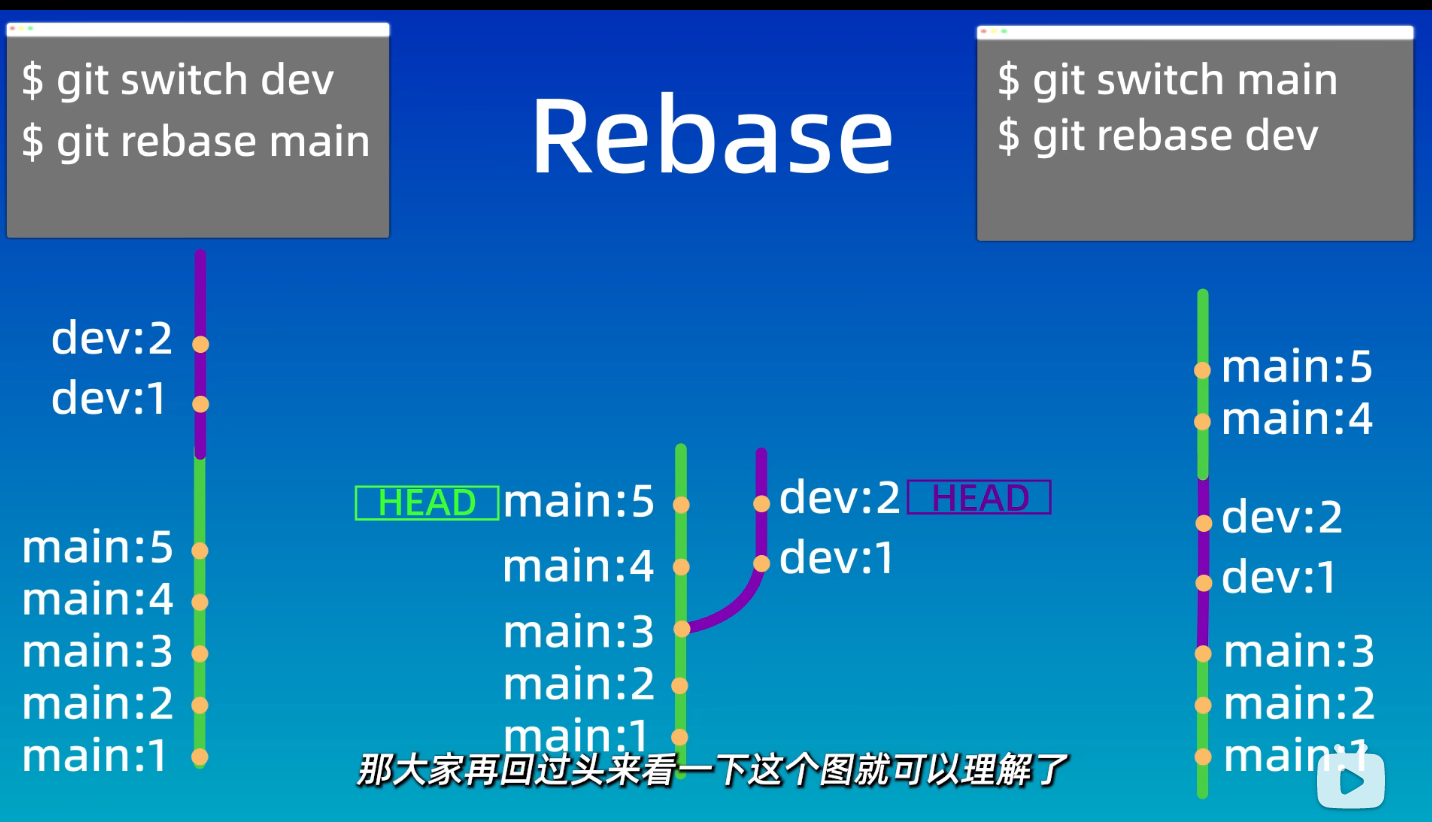 $ git switch dev
$ git rebase main
Rebase
$ git switch main
$ git rebase dev
dev:2
dev:1
main:5
main:4
main:3
main:2
main:1
HEAD main:5
main:4
main:3
main:2
main:1
dev:2 HEAD
dev:1
main:5
main:4
dev:2
dev:1
main:3
main:2
main:1
那大家再回过头来看一下这个图就可以理解了